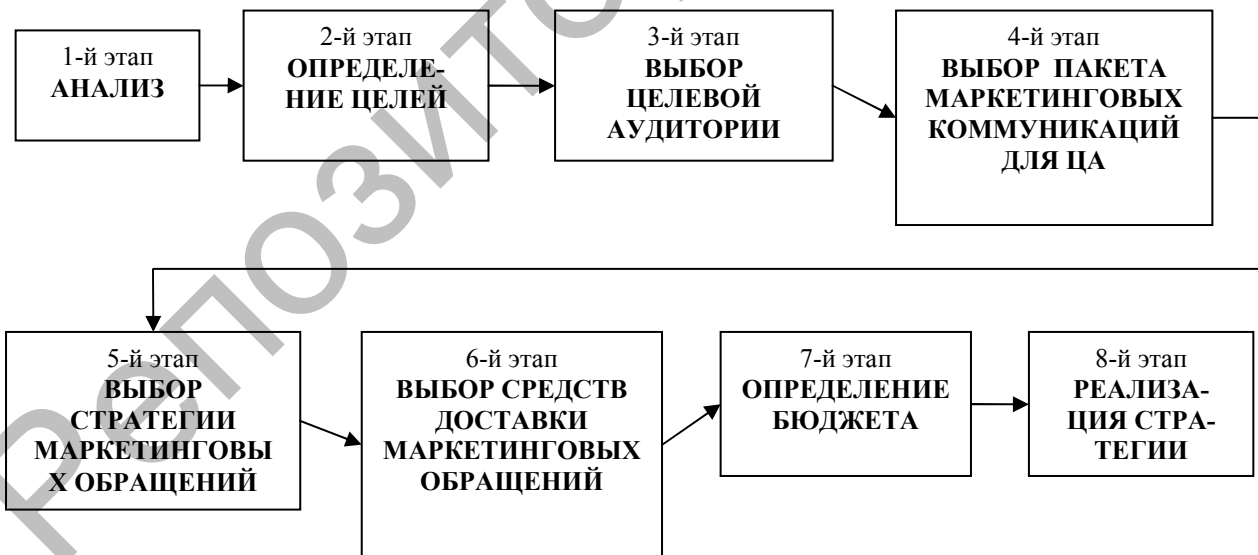 1-й этап
АНАЛИЗ
2-й этап
ОПРЕДЕЛЕ-
НИЕ ЦЕЛЕЙ
3-й этап
ВЫБОР
ЦЕЛЕВОЙ
АУДИТОРИИ
4-й этап
ВЫБОР ПАКЕТА
МАРКЕТИНГОВЫХ
КОММУНИКАЦИЙ
ДЛЯ ЦА
5-й этап
ВЫБОР
СТРАТЕГИИ
МАРКЕТИНГОВЫ
Х ОБРАЩЕНИЙ
6-й этап
ВЫБОР СРЕДСТВ
ДОСТАВКИ
МАРКЕТИНГОВЫХ
ОБРАЩЕНИЙ
7-й этап
ОПРЕДЕЛЕНИЕ
БЮДЖЕТА
8-й этап
РЕАЛИЗА-
ЦИЯ СТРА-
ТЕГИИ
Репозито